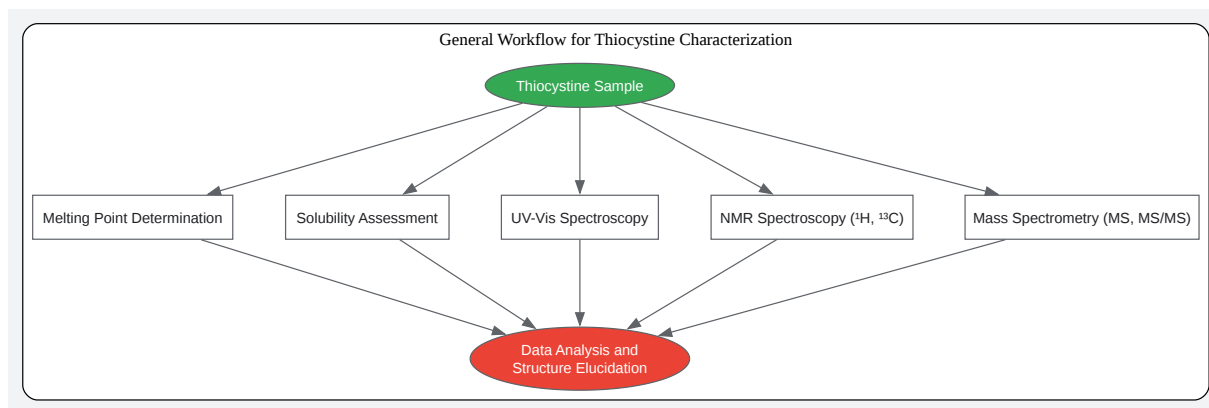 General Workflow for Thiocystine Characterization
Thiocystine Sample
Melting Point Determination
Solubility Assessment
UV-Vis Spectroscopy
NMR Spectroscopy (¹H, ¹³C)
Mass Spectrometry (MS, MS/MS)
Data Analysis and
Structure Elucidation